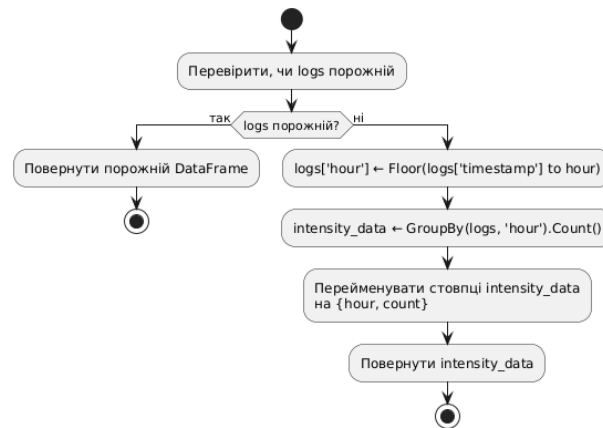 Перевірити, чи logs порожній
так
logs порожній?
ні
Повернути порожній DataFrame
logs['hour'] ← Floor(logs['timestamp'] to hour)
intensity_data ← GroupBy(logs, 'hour').Count()
Перейменувати стовпці intensity_data
на {hour, count}
Повернути intensity_data